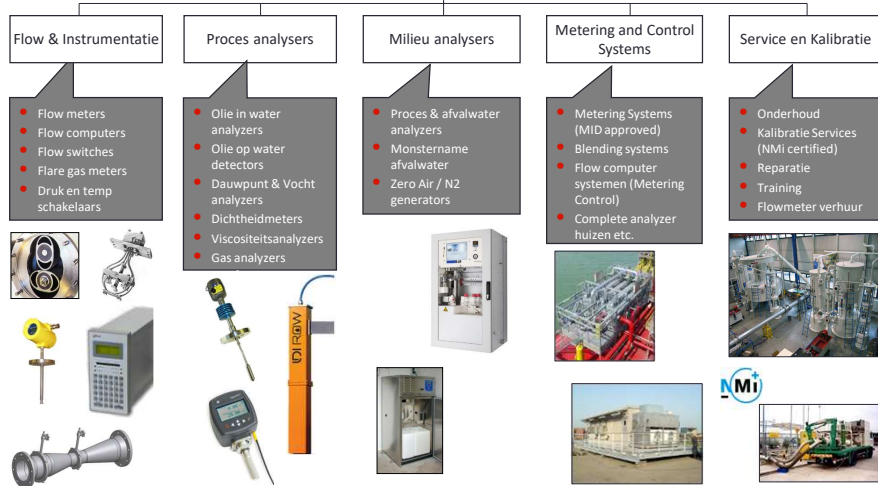 Flow & Instrumentatie
Flow meters
Flow computers
Flow switches
Flare gas meters
Druk en temp
schakelaars
Proces analysers
Olie in water
analyzers
Olie op water
detectors
Dauwpunt & Vocht
analyzers
Dichtheidmeters
Viscositeitsanalyzers
Gas analyzers
Milieu analysers
Proces & afvalwater
analyzers
Monstername
afvalwater
Zero Air / N2
generators
Metering and Control
Systems
Metering Systems
(MID approved)
Blending systems
Flow computer
systemen (Metering
Control)
Complete analyzer
huizen etc.
Service en Kalibratie
Onderhoud
Kalibratie Services
(NMi certified)
Reparatie
Training
Flowmeter verhuur
NMi